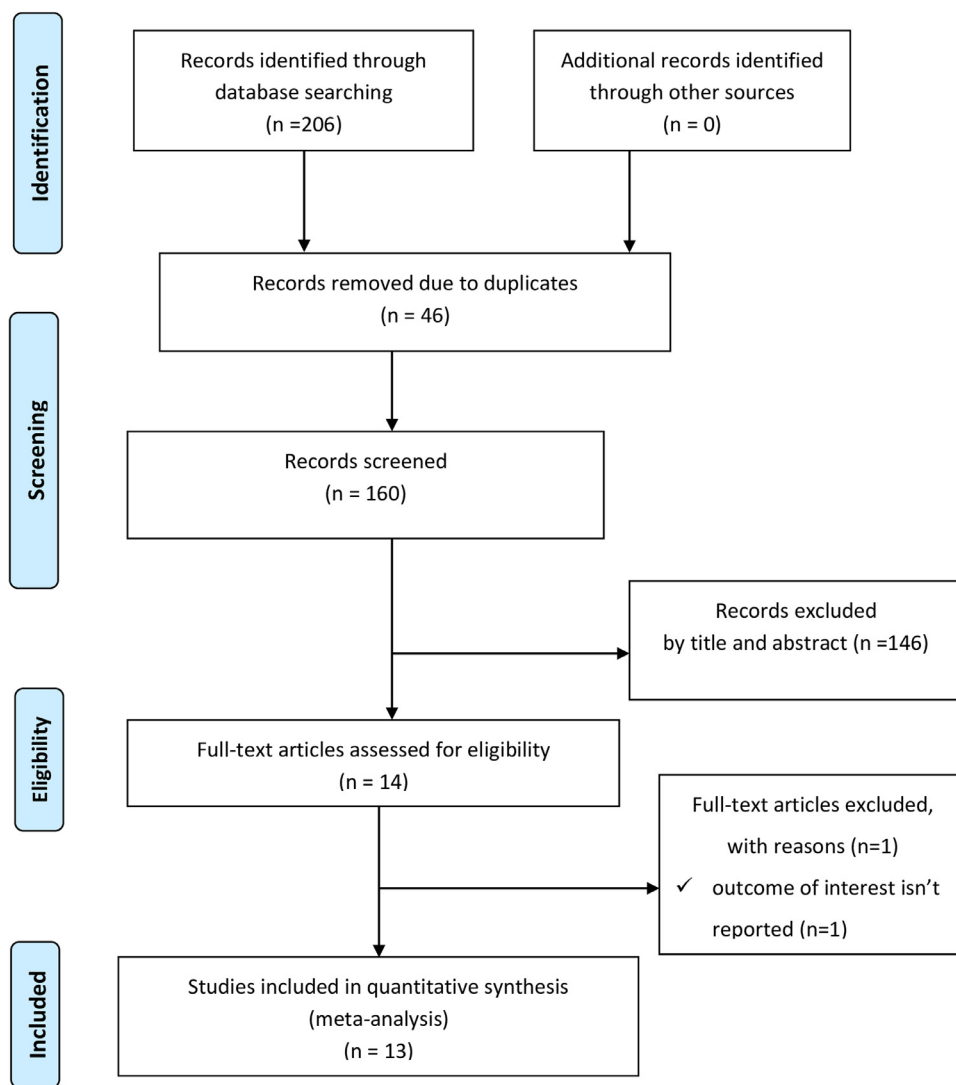 Identification
Records identified through
database searching
(n =206)
Additional records identified
through other sources
(n = 0)
Records removed due to duplicates
(n = 46)
Screening
Records screened
(n = 160)
Records excluded
by title and abstract (n =146)
Eligibility
Full-text articles assessed for eligibility
(n = 14)
Full-text articles excluded,
with reasons (n=1)
✓ outcome of interest isn’t
reported (n=1)
Included
Studies included in quantitative synthesis
(meta-analysis)
(n = 13)